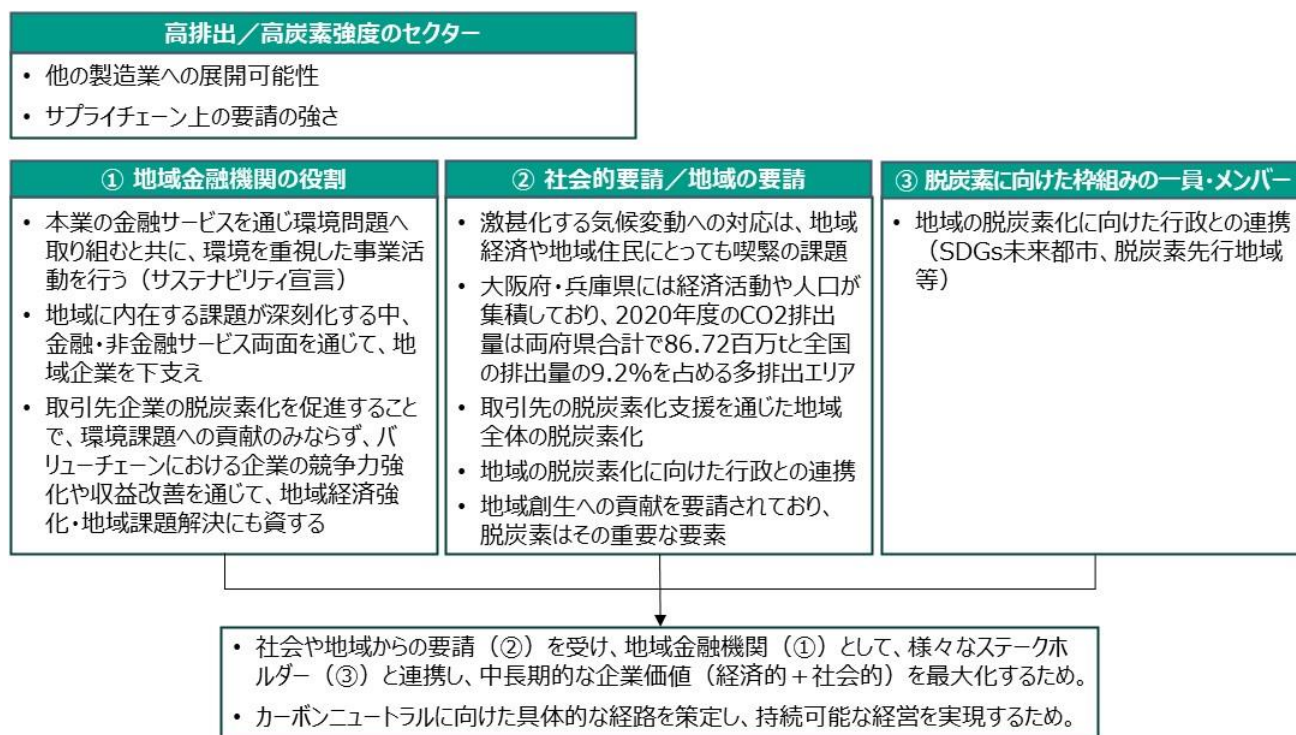 高排出／高炭素強度のセクター
• 他の製造業への展開可能性
• サプライチェーン上の要請の強さ
① 地域金融機関の役割
• 本業の金融サービスを通じ環境問題へ
取り組むと共に、環境を重視した事業活
動を行う（サステナビリティ宣言）
• 地域に内在する課題が深刻化する中、
金融・非金融サービス両面を通じて、地
域企業を下支え
• 取引先企業の脱炭素化を促進すること
で、環境課題への貢献のみならず、バ
リューチェーンにおける企業の競争力強
化や収益改善を通じて、地域経済強
化・地域課題解決にも資する
② 社会的要請／地域の要請
• 激甚化する気候変動への対応は、地域
経済や地域住民にとっても喫緊の課題
• 大阪府・兵庫県には経済活動や人口が
集積しており、2020年度のCO2排出
量は両府県合計で86.72百万tと全国
の排出量の9.2%を占める多排出エリア
• 取引先の脱炭素化支援を通じた地域
全体の脱炭素化
• 地域の脱炭素化に向けた行政との連携
• 地域創生への貢献を要請されており、
脱炭素はその重要な要素
③ 脱炭素に向けた枠組みの一員・メンバー
• 地域の脱炭素化に向けた行政との連携
（SDGs未来都市、脱炭素先行地域
等）
• 社会や地域からの要請（②）を受け、地域金融機関（①）として、様々なステークホ
ルダー（③）と連携し、中長期的な企業価値（経済的＋社会的）を最大化するため。
• カーボンニュートラルに向けた具体的な経路を策定し、持続可能な経営を実現するため。